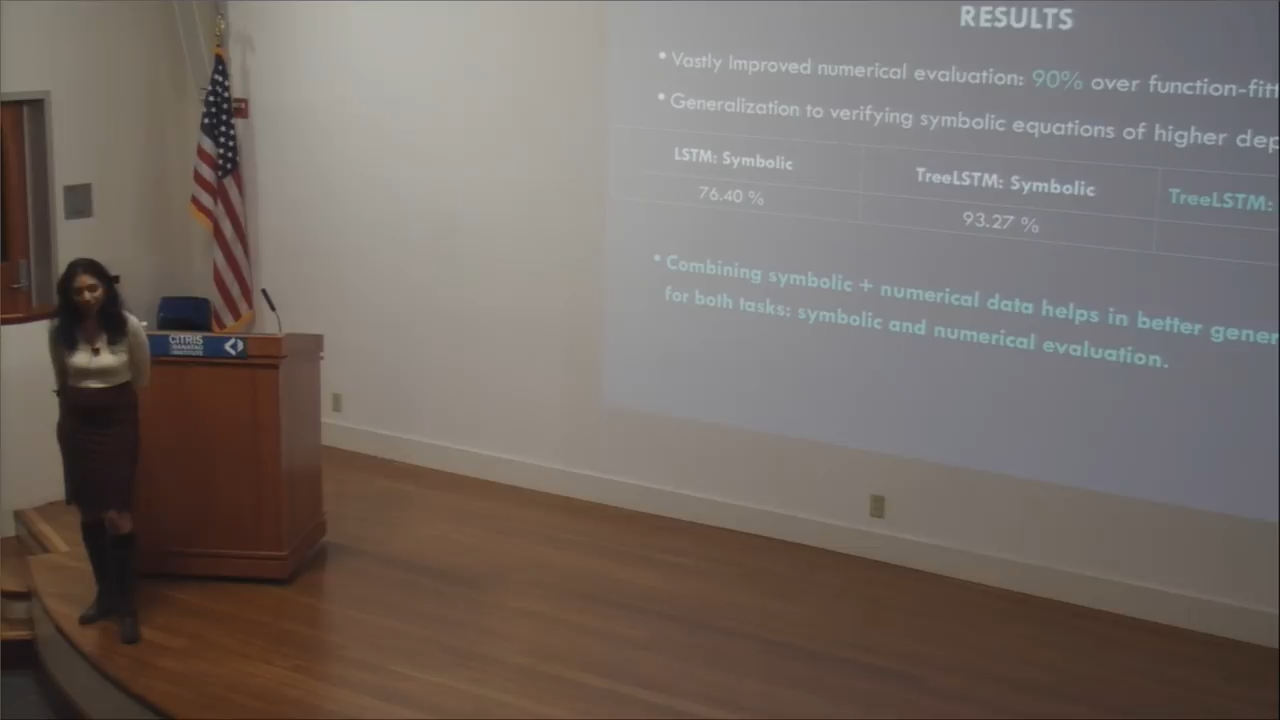 RESULTS
• Vastly Improved numerical evaluation: 90% over function-fitt
• Generalization to verifying symbolic equations of higher dep
LSTM: Symbolic
TreeLSTM: Symbolic
TreeLSTM:
76.40 %
93.27 %
• Combining symbolic + numerical data helps in better gener
for both tasks: symbolic and numerical evaluation.
CITRIS
BANATAO
INSTITUTE